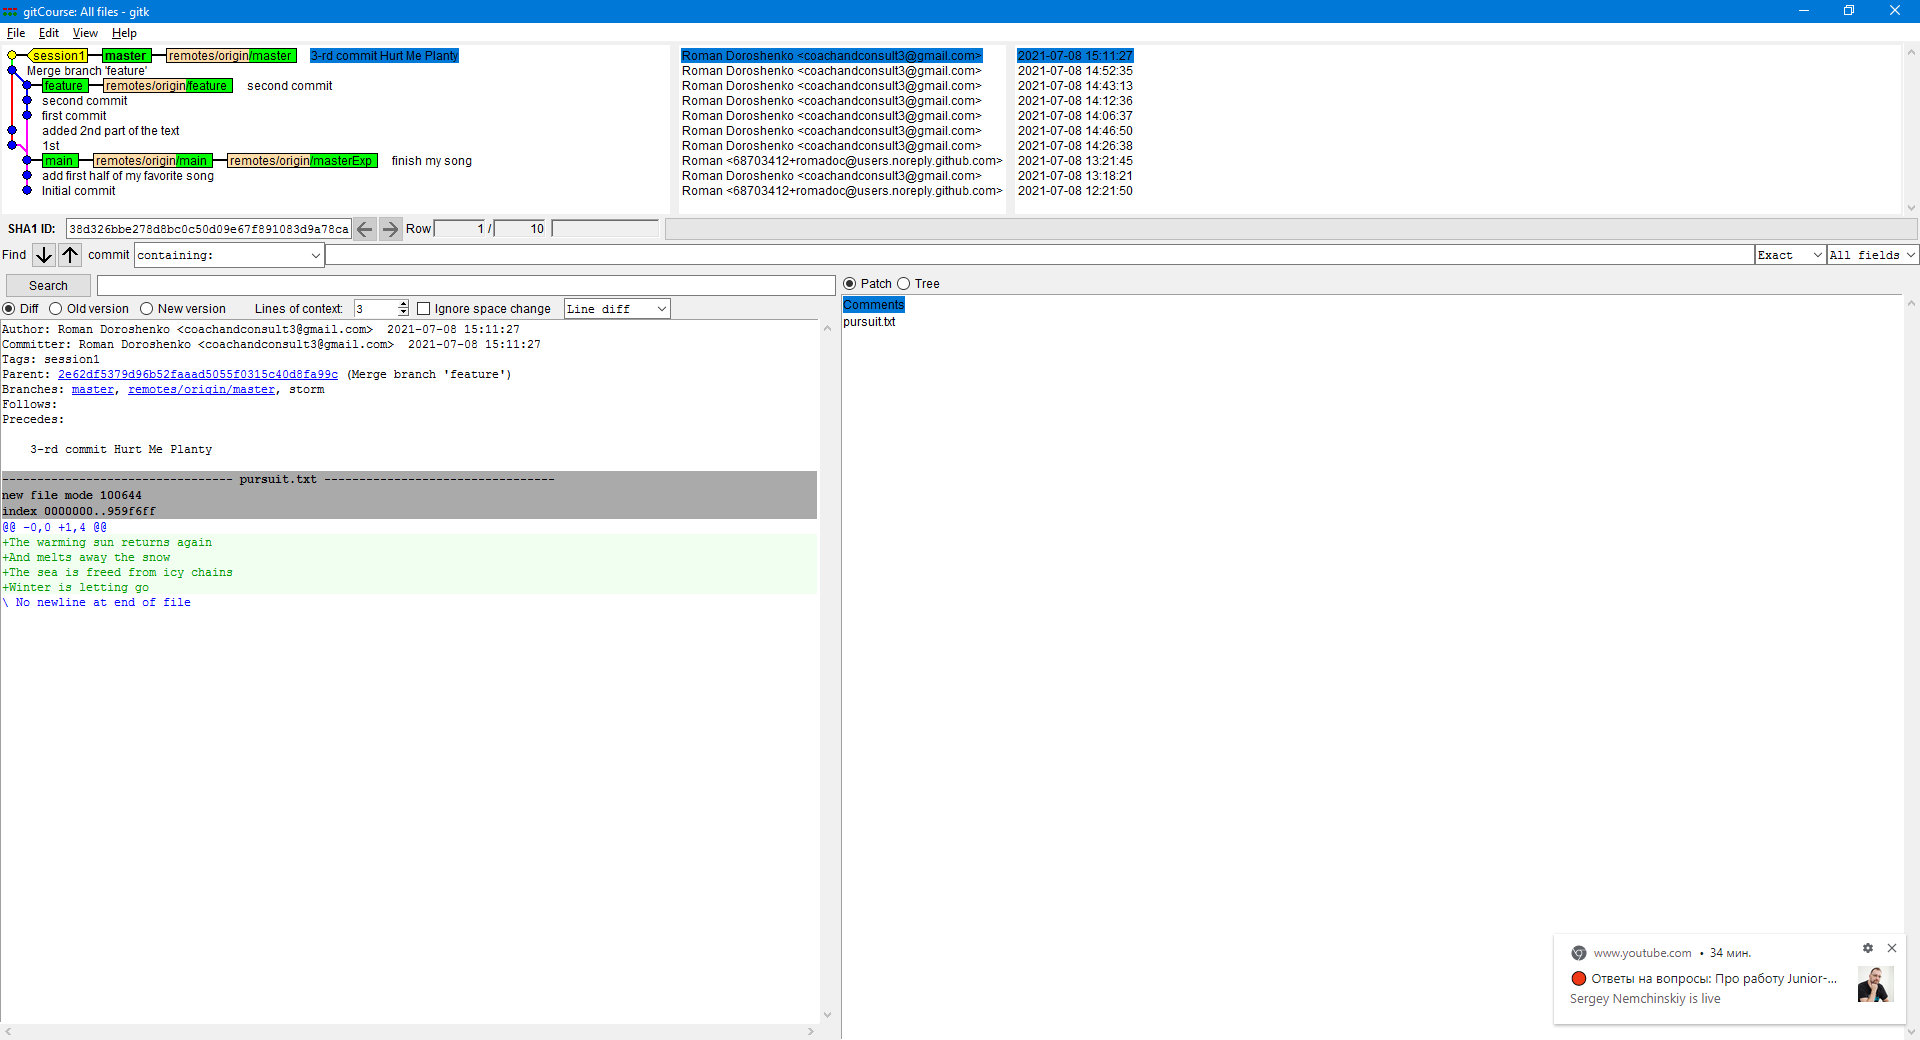 gitCourse: All files - gitk
File Edit View Help
session1 master remotes/origin/master 3-rd commit Hurt Me Planty Roman Doroshenko <coachandconsult3@gmail.com> 2021-07-08 15:11:27
Merge branch 'feature' Roman Doroshenko <coachandconsult3@gmail.com> 2021-07-08 14:52:35
feature remotes/origin/feature second commit Roman Doroshenko <coachandconsult3@gmail.com> 2021-07-08 14:43:13
second commit Roman Doroshenko <coachandconsult3@gmail.com> 2021-07-08 14:12:36
first commit Roman Doroshenko <coachandconsult3@gmail.com> 2021-07-08 14:06:37
added 2nd part of the text Roman Doroshenko <coachandconsult3@gmail.com> 2021-07-08 14:46:50
1st Roman Doroshenko <coachandconsult3@gmail.com> 2021-07-08 14:26:38
main remotes/origin/main remotes/origin/masterExp finish my song Roman <68703412+romadoc@users.noreply.github.com> 2021-07-08 13:21:45
add first half of my favorite song Roman Doroshenko <coachandconsult3@gmail.com> 2021-07-08 13:18:21
Initial commit Roman <68703412+romadoc@users.noreply.github.com> 2021-07-08 12:21:50
SHA1 ID: 38d326bbe278d8bc0c50d09e67f891083d9a78ca Row 1 / 10
Find commit containing: Exact All fields
Search
Patch Tree
Diff Old version New version Lines of context: 3 Ignore space change Line diff
Comments
pursuit.txt
Author: Roman Doroshenko <coachandconsult3@gmail.com> 2021-07-08 15:11:27
Committer: Roman Doroshenko <coachandconsult3@gmail.com> 2021-07-08 15:11:27
Tags: session1
Parent: 2e62df5379d96b52faaad5055f0315c40d8fa99c (Merge branch 'feature')
Branches: master, remotes/origin/master, storm
Follows:
Precedes:
3-rd commit Hurt Me Planty
--------------------------------- pursuit.txt ---------------------------------
new file mode 100644
index 0000000..959f6ff
@@ -0,0 +1,4 @@
+The warming sun returns again
+And melts away the snow
+The sea is freed from icy chains
+Winter is letting go
\ No newline at end of file
www.youtube.com • 34 мин.
Ответы на вопросы: Про работу Junior-...
Sergey Nemchinskiy is live